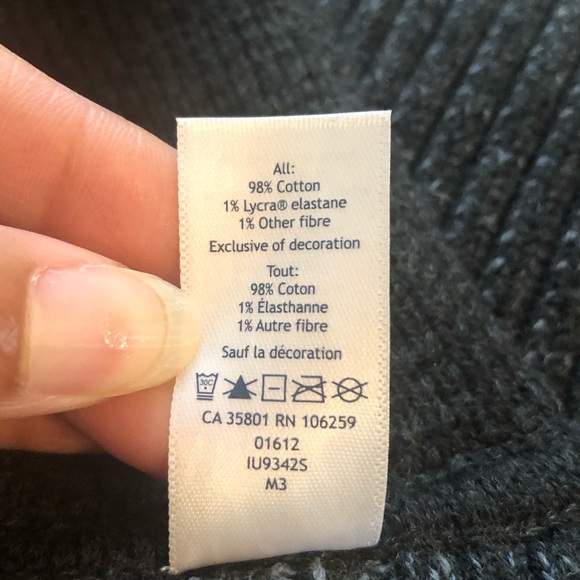 All:
98% Cotton
1% Lycra® elastane
1% Other fibre
Exclusive of decoration
Tout:
98% Coton
1% Élasthanne
1% Autre fibre
Sauf la décoration
30C
CA 35801 RN 106259
01612
IU9342S
M3